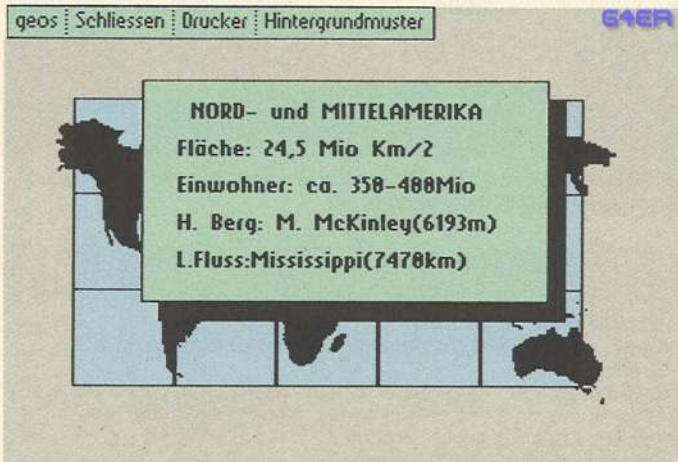 geos Schliessen Drucker Hintergrundmuster
64ER
NORD- und MITTELAMERIKA
Fläche: 24,5 Mio Km/2
Einwohner: ca. 350-400Mio
H. Berg: M. McKinley(6193m)
L.Fluss:Mississippi(7470km)